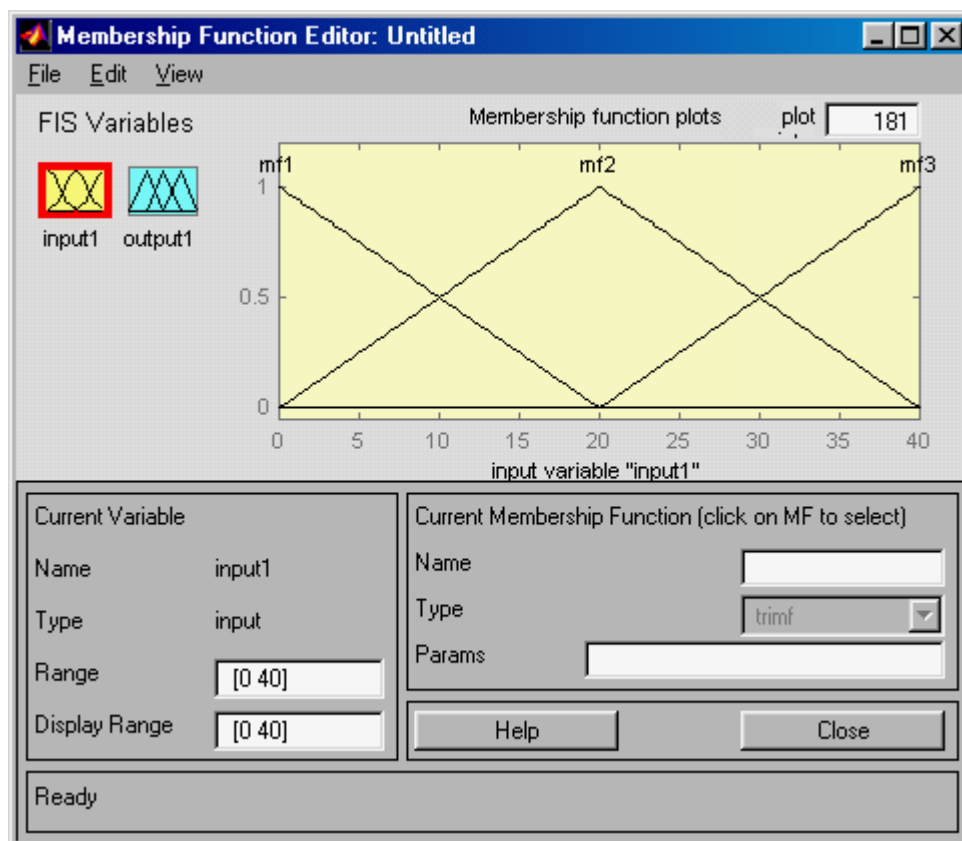 Membership Function Editor: Untitled
File Edit View
FIS Variables
Membership function plots plot 181
mf1 mf2 mf3
1
0.5
0
input1 output1
0 5 10 15 20 25 30 35 40
input variable "input1"
Current Variable
Name input1
Type input
Range [0 40]
Display Range [0 40]
Current Membership Function (click on MF to select)
Name
Type trimf
Params
Help Close
Ready